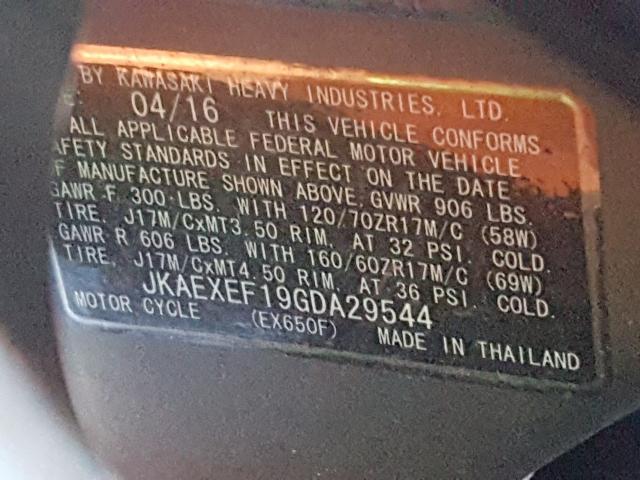 BY KAWASAKI HEAVY INDUSTRIES, LTD.
E: 04/16 THIS VEHICLE CONFORMS
ALL APPLICABLE FEDERAL MOTOR VEHICLE
AFETY STANDARDS IN EFFECT ON THE DATE
F MANUFACTURE SHOWN ABOVE. GVWR 906 LBS.
GAWR F 300 LBS. WITH 120/70ZR17M/C (58W)
TIRE, J17M/CxMT3.50 RIM, AT 32 PSI. COLD.
GAWR R 606 LBS. WITH 160/60ZR17M/C (69W)
TIRE, J17M/CxMT4.50 RIM, AT 36 PSI. COLD.
JKAEXEF19GDA29544
MOTOR CYCLE (EX650F) MADE IN THAILAND